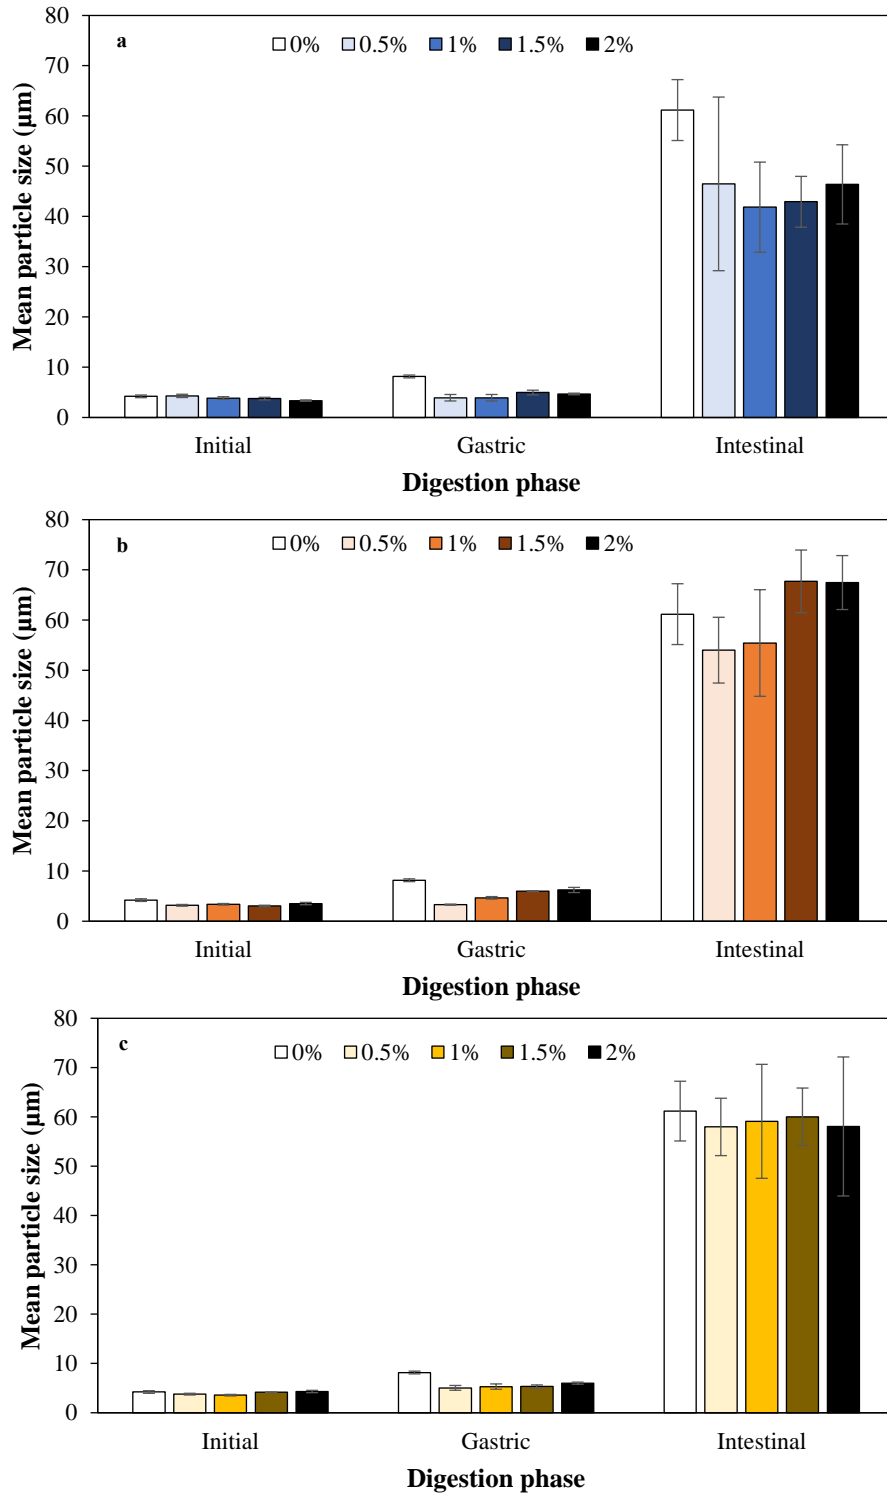 a
0% 0.5% 1% 1.5% 2%
Mean particle size (µm)
80
70
60
50
40
30
20
10
0
Initial Gastric Intestinal
Digestion phase
b
0% 0.5% 1% 1.5% 2%
Mean particle size (µm)
80
70
60
50
40
30
20
10
0
Initial Gastric Intestinal
Digestion phase
c
0% 0.5% 1% 1.5% 2%
Mean particle size (µm)
80
70
60
50
40
30
20
10
0
Initial Gastric Intestinal
Digestion phase